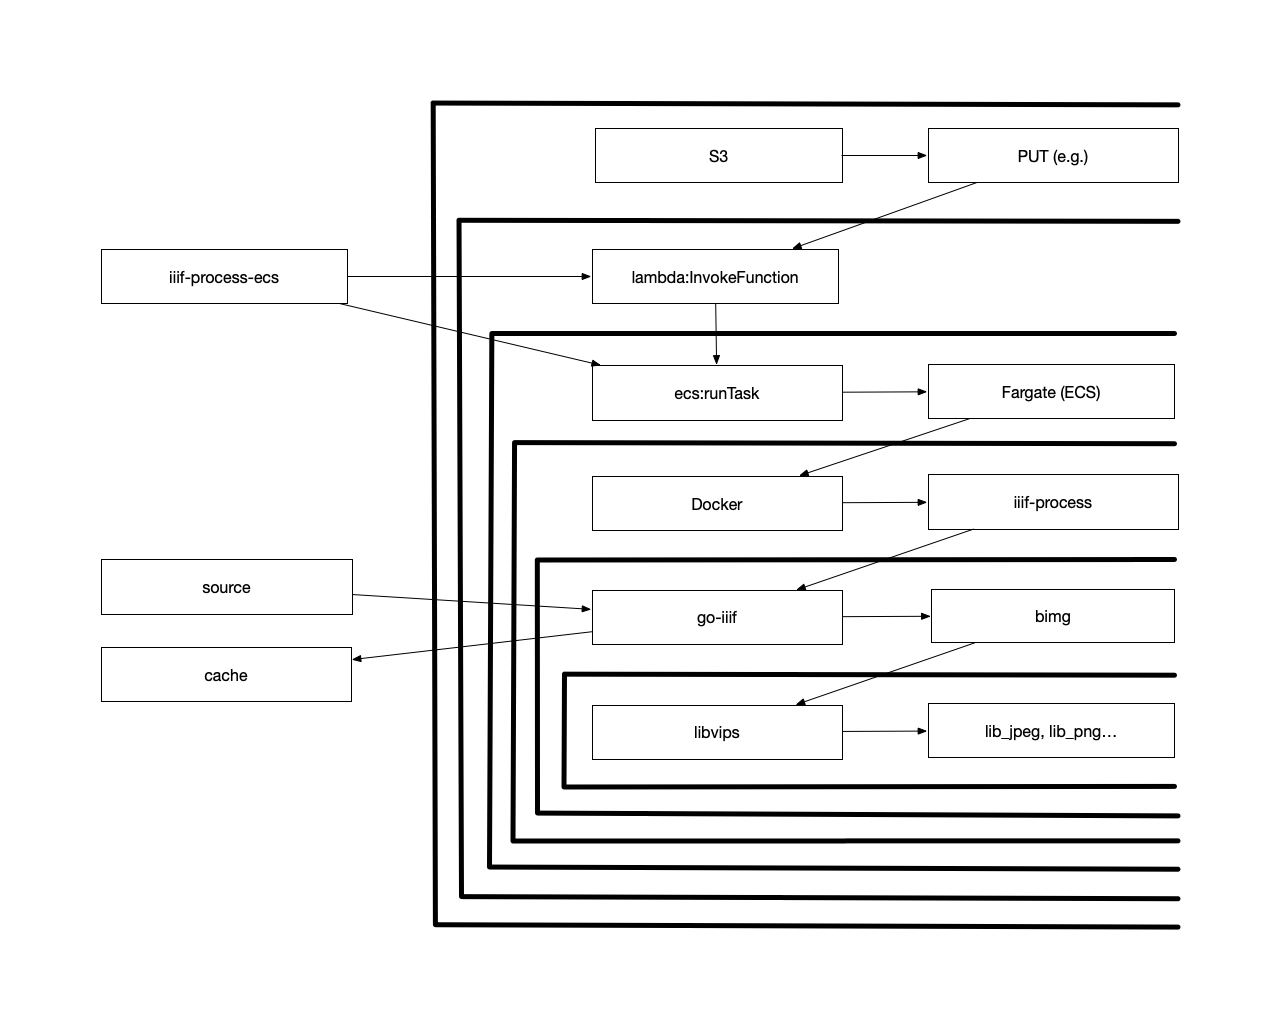 S3
PUT (e.g.)
iiif-process-ecs
lambda:InvokeFunction
ecs:runTask
Fargate (ECS)
Docker
iiif-process
source
go-iiif
bimg
cache
libvips
lib_jpeg, lib_png…